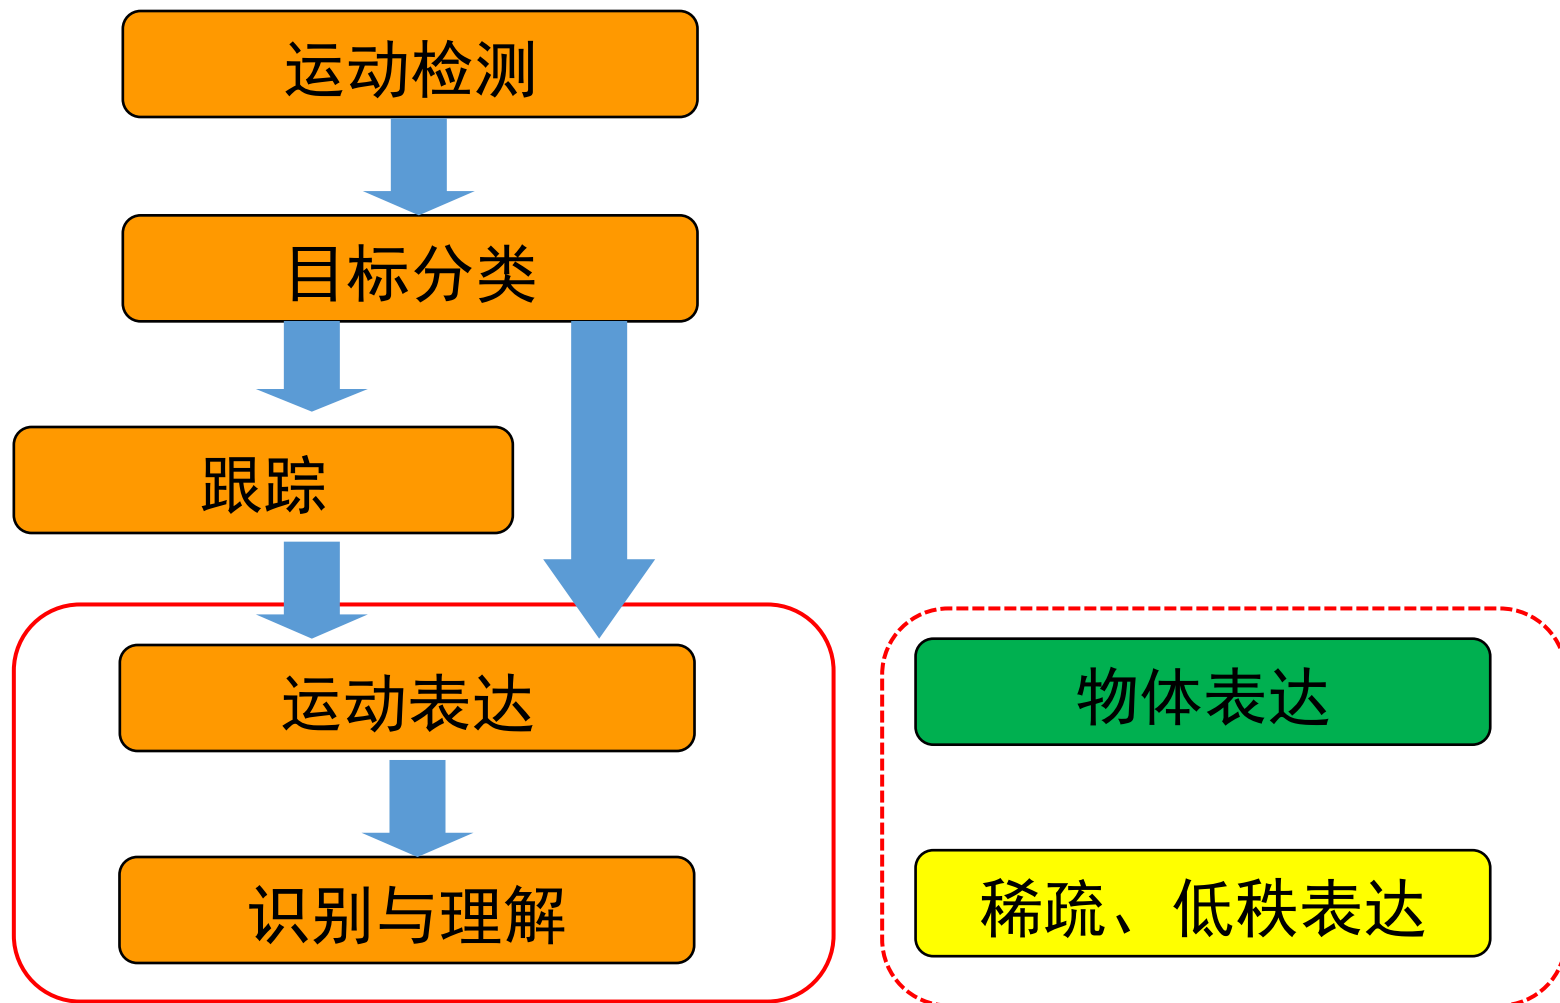 运动检测
目标分类
跟踪
运动表达
物体表达
识别与理解
稀疏、低秩表达